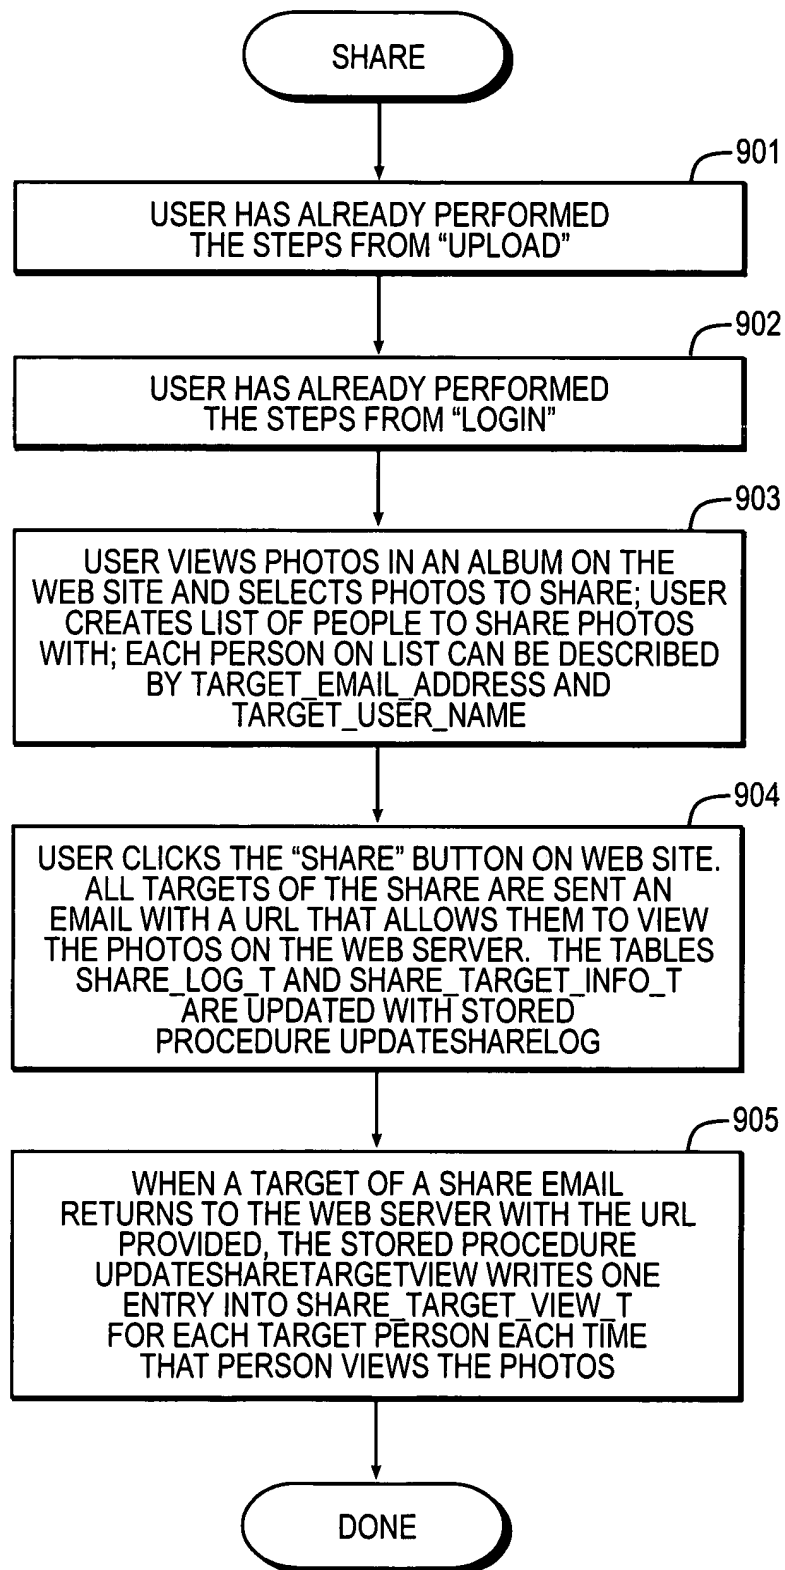 SHARE
901
USER HAS ALREADY PERFORMED
THE STEPS FROM “UPLOAD”
902
USER HAS ALREADY PERFORMED
THE STEPS FROM “LOGIN”
903
USER VIEWS PHOTOS IN AN ALBUM ON THE
WEB SITE AND SELECTS PHOTOS TO SHARE; USER
CREATES LIST OF PEOPLE TO SHARE PHOTOS
WITH; EACH PERSON ON LIST CAN BE DESCRIBED
BY TARGET_EMAIL_ADDRESS AND
TARGET_USER_NAME
904
USER CLICKS THE “SHARE” BUTTON ON WEB SITE.
ALL TARGETS OF THE SHARE ARE SENT AN
EMAIL WITH A URL THAT ALLOWS THEM TO VIEW
THE PHOTOS ON THE WEB SERVER. THE TABLES
SHARE_LOG_T AND SHARE_TARGET_INFO_T
ARE UPDATED WITH STORED
PROCEDURE UPDATESHARELOG
905
WHEN A TARGET OF A SHARE EMAIL
RETURNS TO THE WEB SERVER WITH THE URL
PROVIDED, THE STORED PROCEDURE
UPDATESHARETARGETVIEW WRITES ONE
ENTRY INTO SHARE_TARGET_VIEW_T
FOR EACH TARGET PERSON EACH TIME
THAT PERSON VIEWS THE PHOTOS
DONE